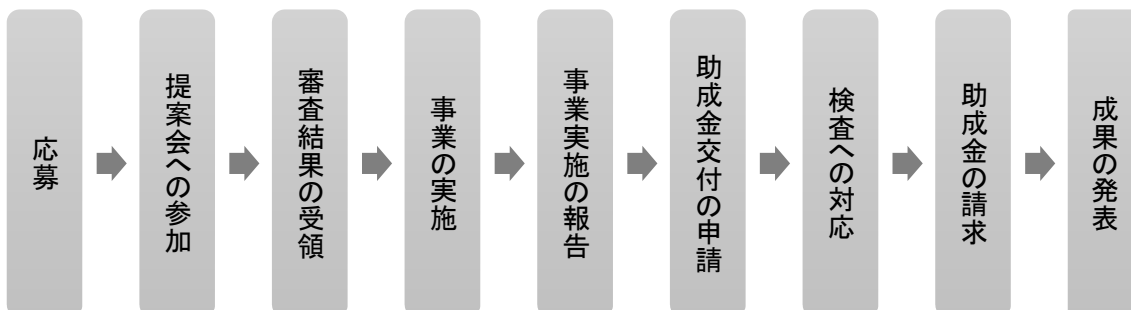 応募
提案会への参加
審査結果の受領
事業の実施
事業実施の報告
助成金交付の申請
検査への対応
助成金の請求
成果の発表